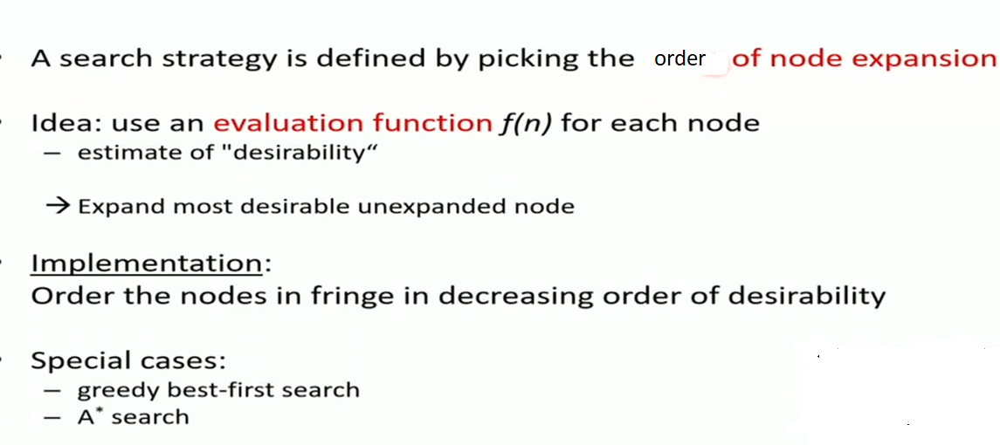 A search strategy is defined by picking the order of node expansion
Idea: use an evaluation function f(n) for each node
– estimate of "desirability“
→ Expand most desirable unexpanded node
Implementation:
Order the nodes in fringe in decreasing order of desirability
Special cases:
– greedy best-first search
– A* search